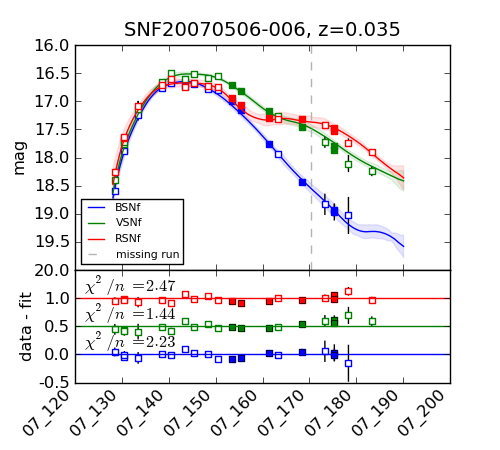 SNF20070506-006, z=0.035
16.0
16.5
17.0
17.5
18.0
18.5
19.0
19.5
20.0
mag
BSNf
VSNf
RSNf
missing run
χ² /n =2.47
χ² /n =1.44
χ² /n =2.23
1.0
0.5
0.0
-0.5
data - fit
07_120
07_130
07_140
07_150
07_160
07_170
07_180
07_190
07_200